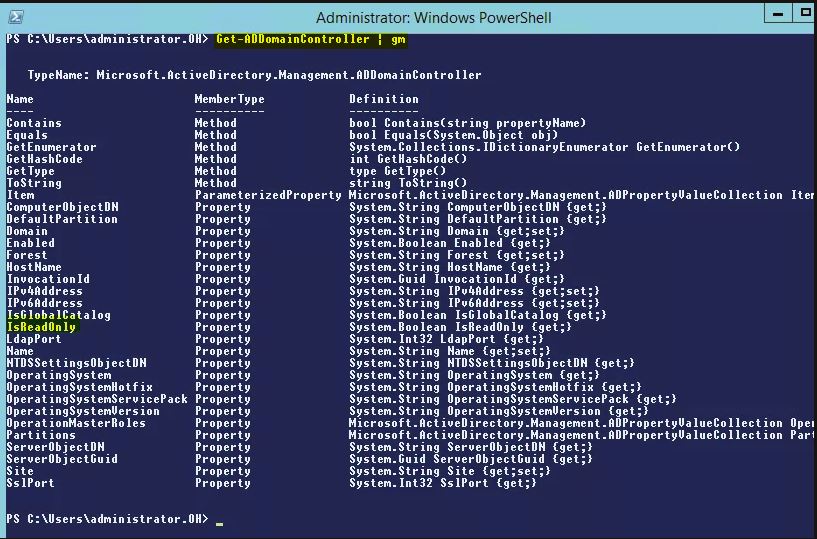 Administrator: Windows PowerShell
PS C:\Users\administrator.OH> Get-ADDomainController | gm
TypeName: Microsoft.ActiveDirectory.Management.ADDomainController
Name MemberType Definition
---- ---------- ----------
Contains Method bool Contains(string propertyName)
Equals Method bool Equals(System.Object obj)
GetEnumerator Method System.Collections.IDictionaryEnumerator GetEnumerator()
GetHashCode Method int GetHashCode()
GetType Method type GetType()
ToString Method string ToString()
Item ParameterizedProperty Microsoft.ActiveDirectory.Management.ADPropertyValueCollection Item
ComputerObjectDN Property System.String ComputerObjectDN {get;}
DefaultPartition Property System.String DefaultPartition {get;}
Domain Property System.String Domain {get;set;}
Enabled Property System.Boolean Enabled {get;}
Forest Property System.String Forest {get;set;}
HostName Property System.String HostName {get;}
InvocationId Property System.Guid InvocationId {get;}
IPv4Address Property System.String IPv4Address {get;set;}
IPv6Address Property System.String IPv6Address {get;set;}
IsGlobalCatalog Property System.Boolean IsGlobalCatalog {get;}
IsReadOnly Property System.Boolean IsReadOnly {get;}
LdapPort Property System.Int32 LdapPort {get;}
Name Property System.String Name {get;set;}
NTDSSettingsObjectDN Property System.String NTDSSettingsObjectDN {get;}
OperatingSystem Property System.String OperatingSystem {get;}
OperatingSystemHotfix Property System.String OperatingSystemHotfix {get;}
OperatingSystemServicePack Property System.String OperatingSystemServicePack {get;}
OperatingSystemVersion Property System.String OperatingSystemVersion {get;}
OperationMasterRoles Property Microsoft.ActiveDirectory.Management.ADPropertyValueCollection Ope
Partitions Property Microsoft.ActiveDirectory.Management.ADPropertyValueCollection Part
ServerObjectDN Property System.String ServerObjectDN {get;}
ServerObjectGuid Property System.Guid ServerObjectGuid {get;}
Site Property System.String Site {get;set;}
SslPort Property System.Int32 SslPort {get;}
PS C:\Users\administrator.OH> _